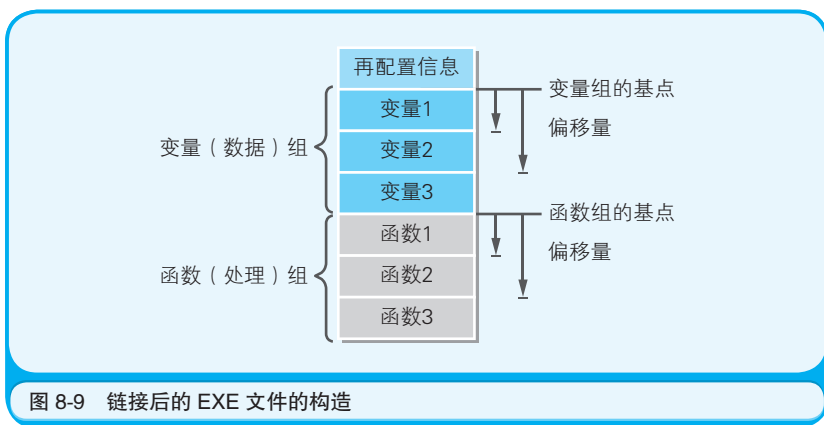 再配置信息
变量组的基点
变量1
偏移量
变量（数据）组
变量2
变量3
函数组的基点
函数1
偏移量
函数（处理）组
函数2
函数3
图 8-9 链接后的 EXE 文件的构造